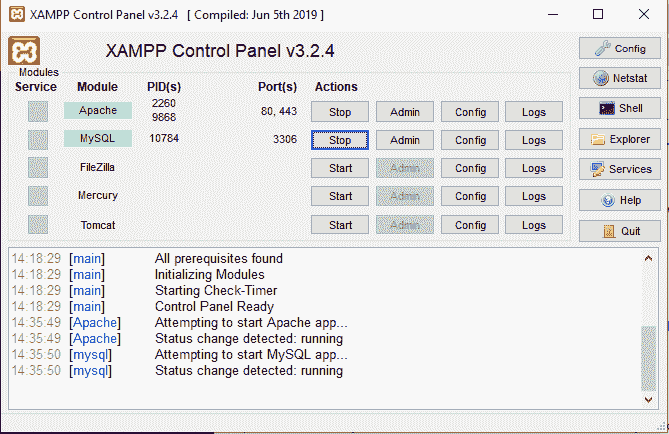 XAMPP Control Panel v3.2.4 [ Compiled: Jun 5th 2019 ]
XAMPP Control Panel v3.2.4
Config
Modules
Service Module PID(s) Port(s) Actions
Netstat
Apache 2260 9868 80, 443 Stop Admin Config Logs
Shell
MySQL 10784 3306 Stop Admin Config Logs
Explorer
FileZilla Start Admin Config Logs
Services
Mercury Start Admin Config Logs
Help
Tomcat Start Admin Config Logs
Quit
14:18:29 [main] All prerequisites found
14:18:29 [main] Initializing Modules
14:18:29 [main] Starting Check-Timer
14:18:29 [main] Control Panel Ready
14:35:49 [Apache] Attempting to start Apache app...
14:35:49 [Apache] Status change detected: running
14:35:50 [mysql] Attempting to start MySQL app...
14:35:50 [mysql] Status change detected: running